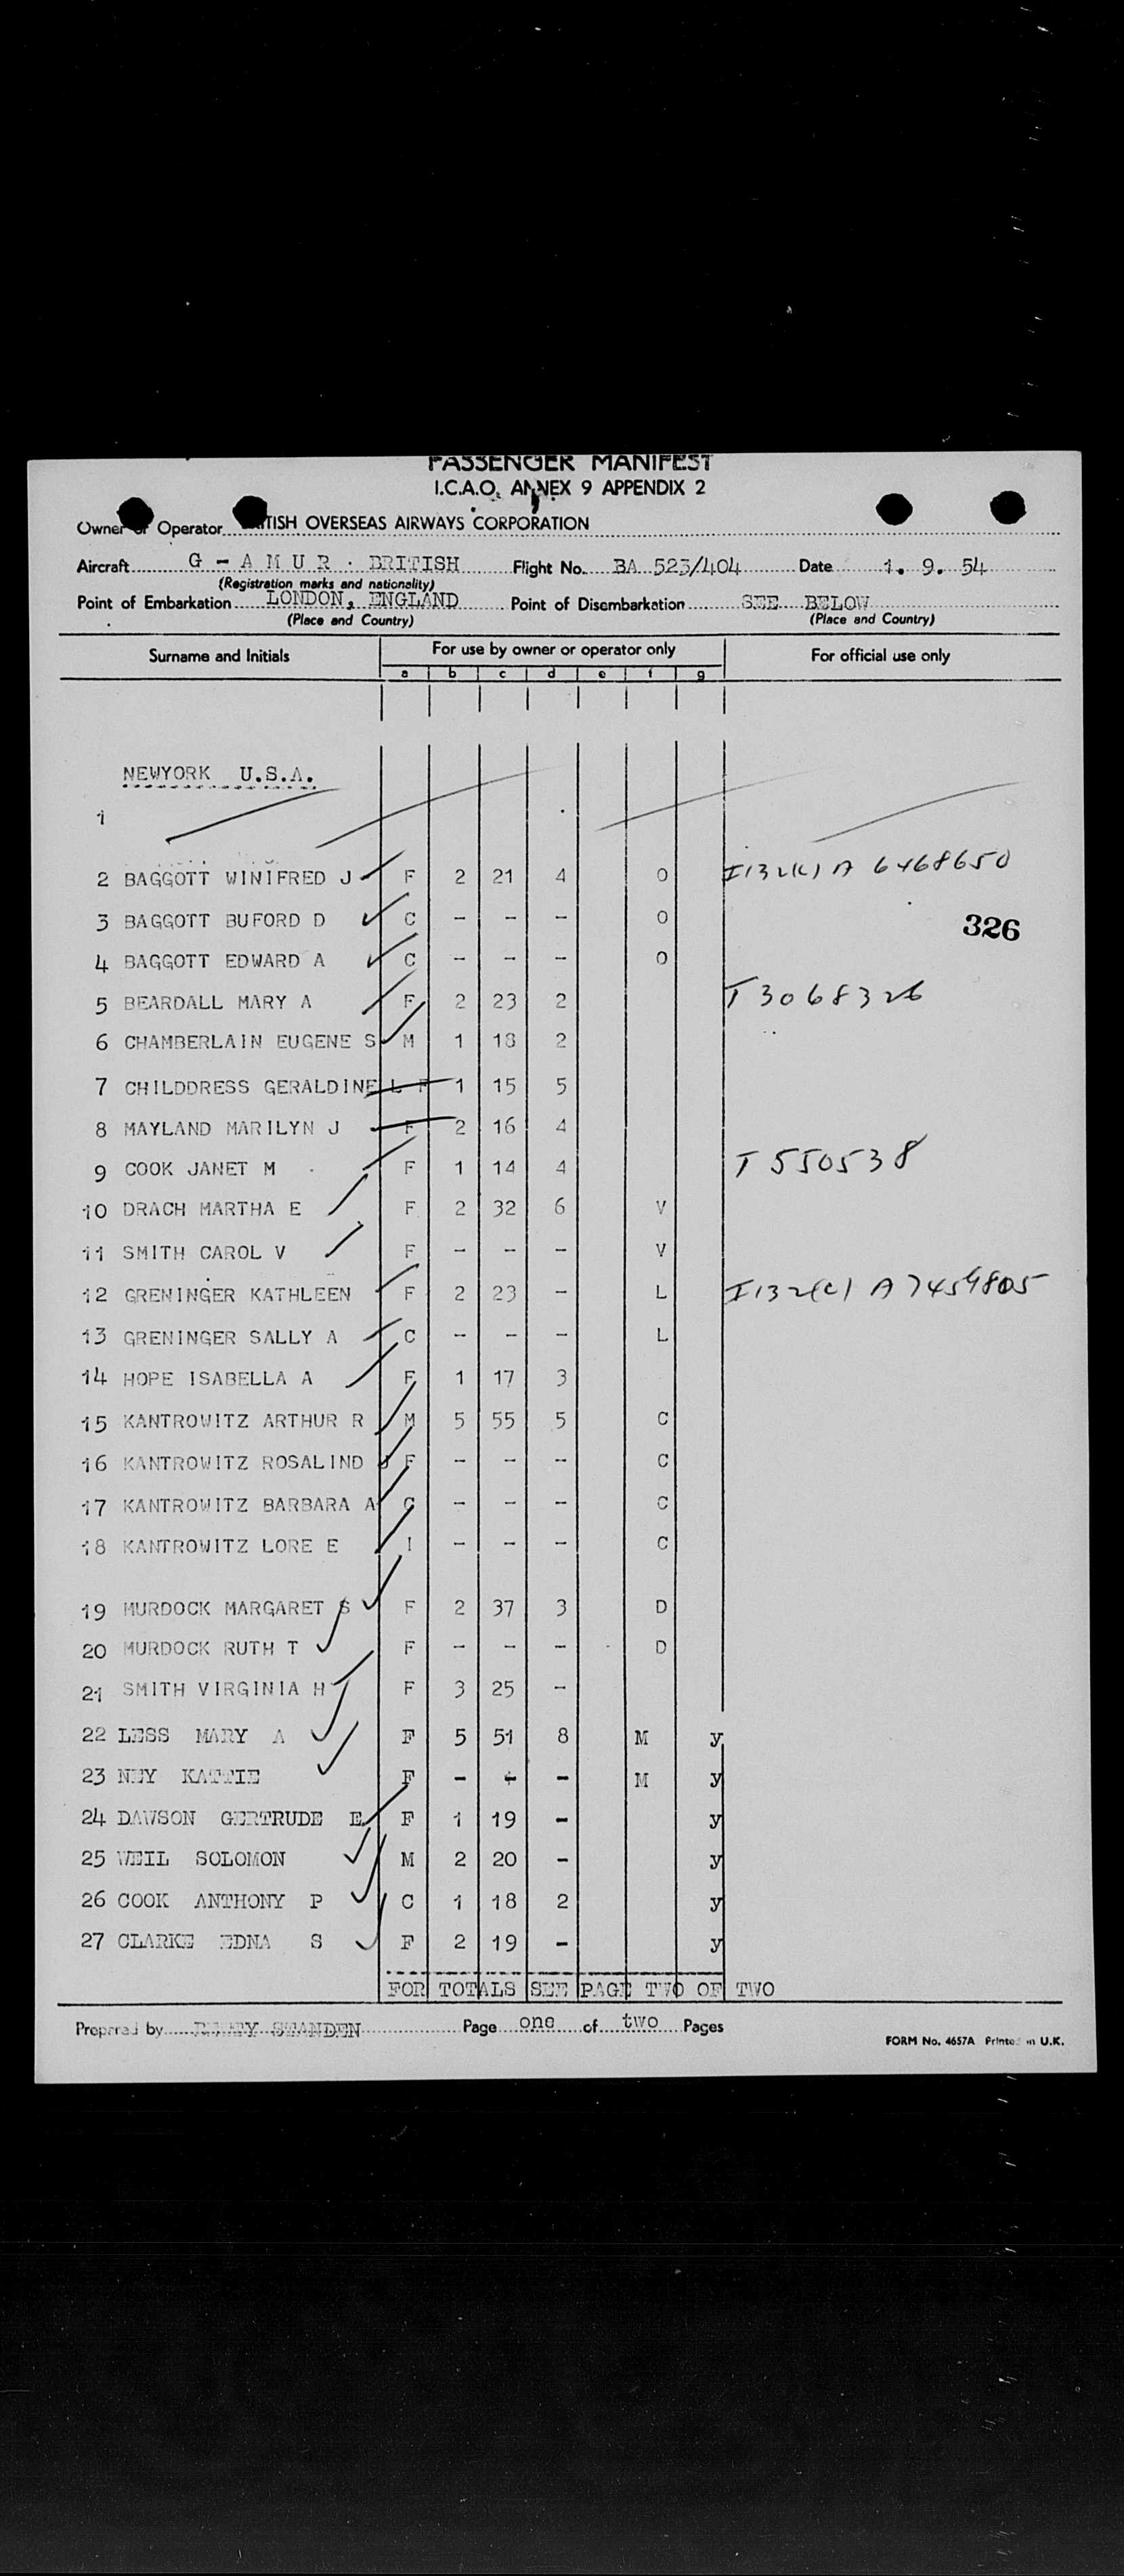 PASSENGER MANIFEST
I.C.A.O. ANNEX 9 APPENDIX 2
Owner or Operator TISH OVERSEAS AIRWAYS CORPORATION
Aircraft G - A M U R . BRITISH Flight No. BA 523/404 Date 1. 9. 54
(Registration marks and nationality)
Point of Embarkation LONDON, ENGLAND Point of Disembarkation SEE BELOW
(Place and Country) (Place and Country)
Surname and Initials For use by owner or operator only For official use only
a b c d e f g
NEWYORK U.S.A.
1
2 BAGGOTT WINIFRED J F 2 21 4 O I132(c) A 6468650
3 BAGGOTT BUFORD D C - - - O 326
4 BAGGOTT EDWARD A C - - - O
5 BEARDALL MARY A F 2 23 2 T 3068326
6 CHAMBERLAIN EUGENE S M 1 18 2
7 CHILDDRESS GERALDINE L F 1 15 5
8 MAYLAND MARILYN J F 2 16 4
9 COOK JANET M F 1 14 4 T 550538
10 DRACH MARTHA E F 2 32 6 V
11 SMITH CAROL V F - - - V
12 GRENINGER KATHLEEN F 2 23 - L I132(c) A7459805
13 GRENINGER SALLY A C - - - L
14 HOPE ISABELLA A F 1 17 3
15 KANTROWITZ ARTHUR R M 5 55 5 C
16 KANTROWITZ ROSALIND J F - - - C
17 KANTROWITZ BARBARA A C - - - C
18 KANTROWITZ LORE E I - - - C
19 MURDOCK MARGARET S F 2 37 3 D
20 MURDOCK RUTH T F - - - D
21 SMITH VIRGINIA H F 3 25 -
22 LESS MARY A F 5 51 8 M y
23 NEY KATTIE F - - - M y
24 DAWSON GERTRUDE E F 1 19 - y
25 WEIL SOLOMON M 2 20 - y
26 COOK ANTHONY P C 1 18 2 y
27 CLARKE EDNA S F 2 19 - y
FOR TOTALS SEE PAGE TWO OF TWO
Prepared by STANDEN Page one of two Pages
FORM No. 4657A Printed in U.K.